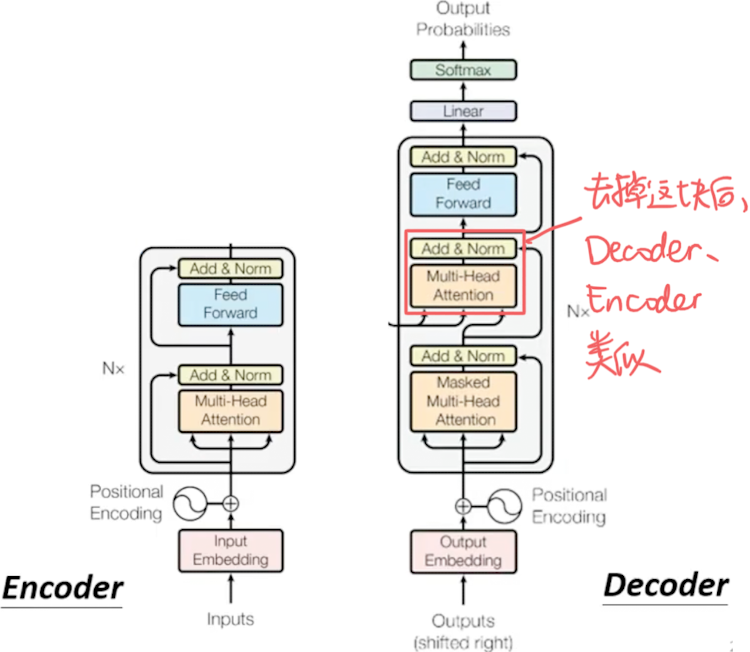 Output
Probabilities
Softmax
Linear
Add & Norm
Feed
Forward
Add & Norm
Multi-Head
Attention
N×
Add & Norm
Masked
Multi-Head
Attention
Positional
Encoding
Output
Embedding
Outputs
(shifted right)
Decoder
去掉这块后，
Decoder、
Encoder
类似
Add & Norm
Feed
Forward
N×
Add & Norm
Multi-Head
Attention
Positional
Encoding
Input
Embedding
Inputs
Encoder